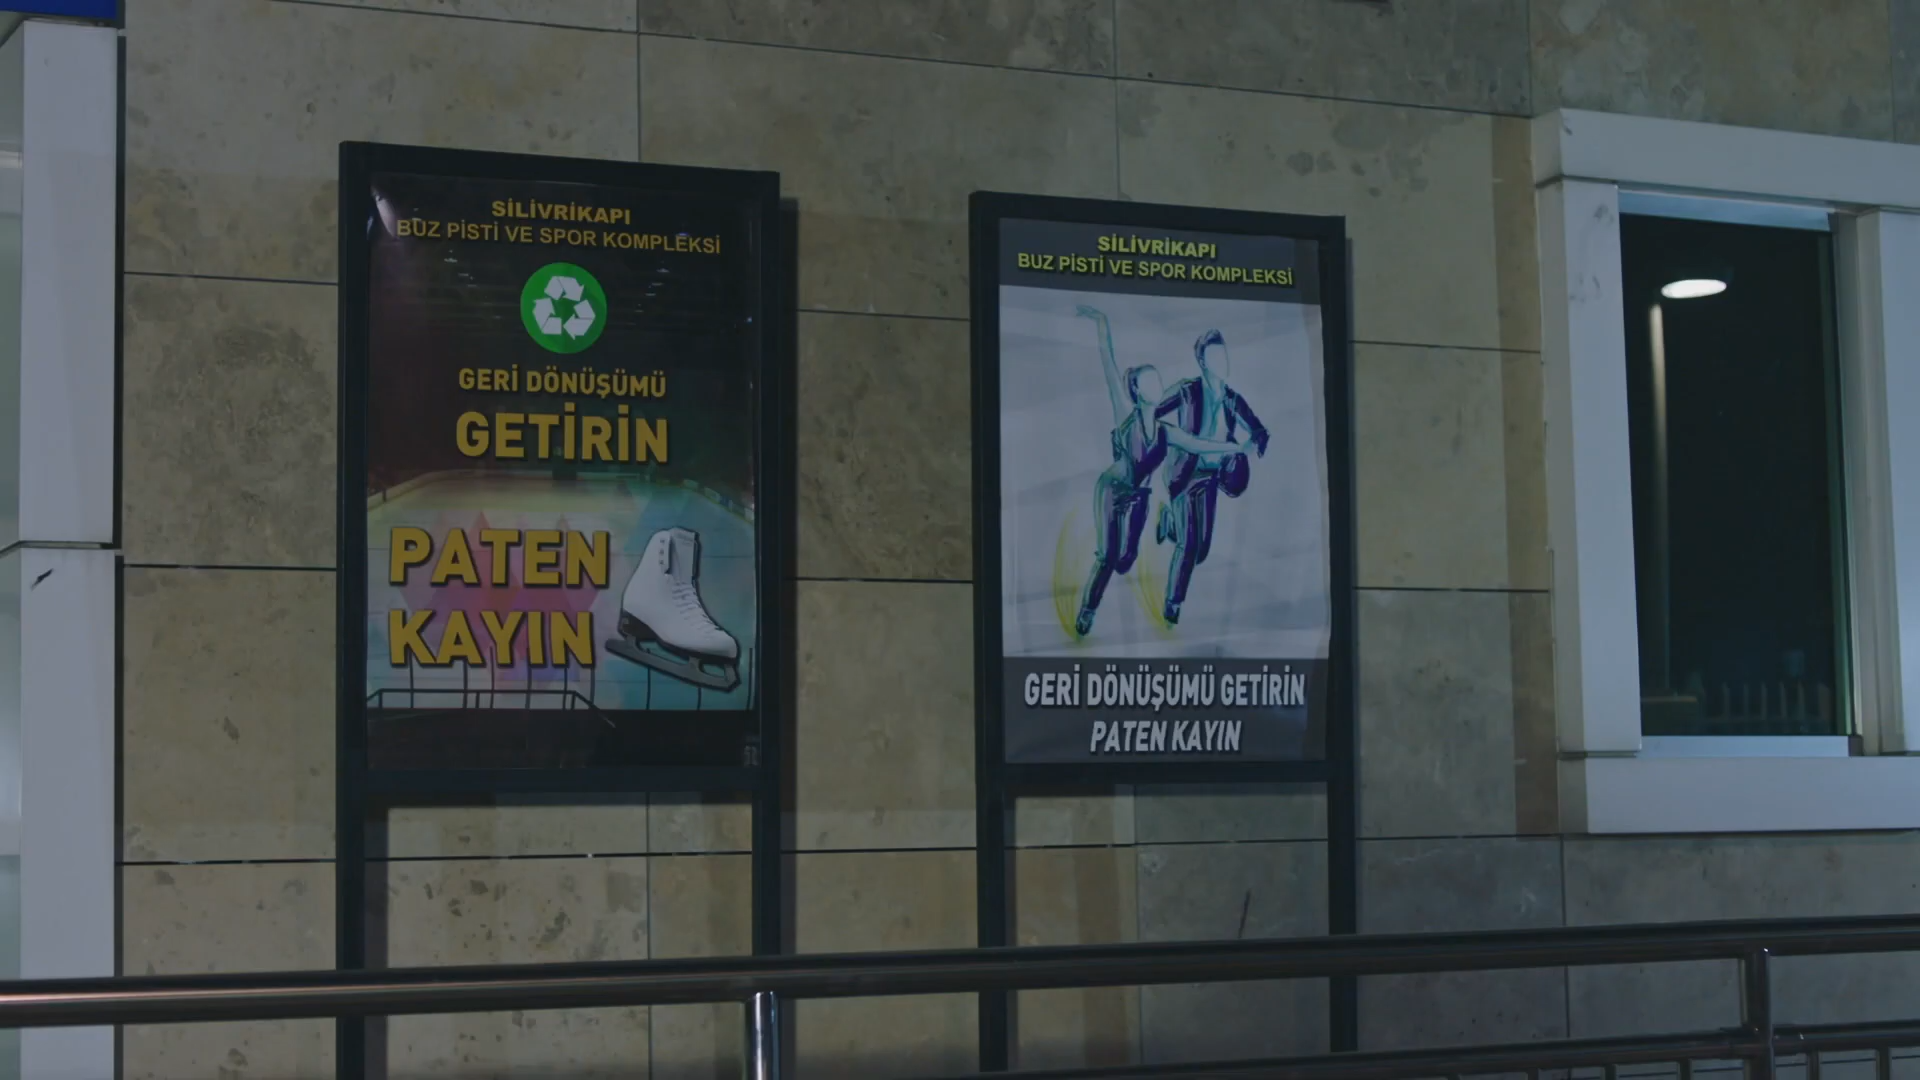 SİLİVRİKAPI
BUZ PİSTİ VE SPOR KOMPLEKSİ
GERİ DÖNÜŞÜMÜ
GETİRİN
PATEN
KAYIN
SİLİVRİKAPI
BUZ PİSTİ VE SPOR KOMPLEKSİ
GERİ DÖNÜŞÜMÜ GETİRİN
PATEN KAYIN